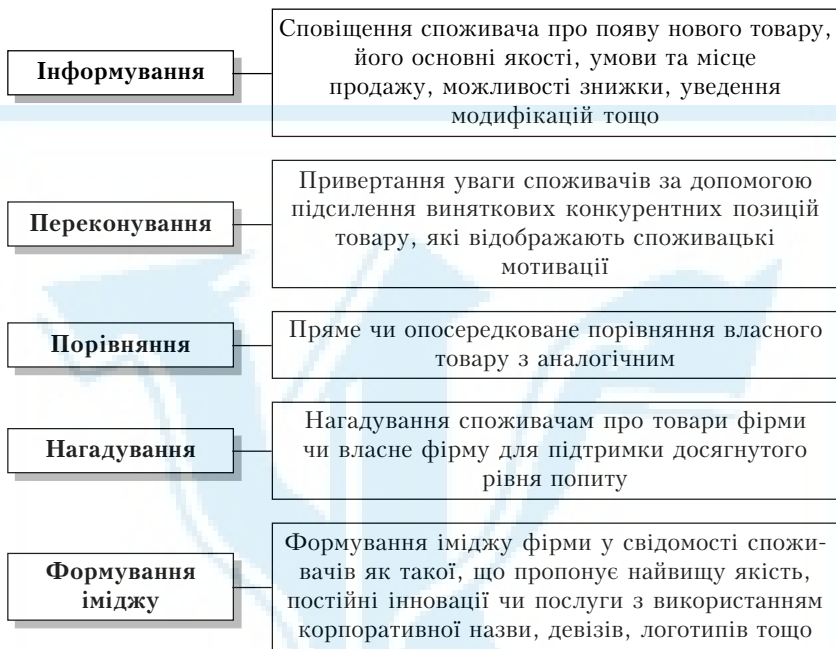 Інформування
Сповіщення споживача про появу нового товару,
його основні якості, умови та місце
продажу, можливості знижки, уведення
модифікацій тощо
Переконування
Привертання уваги споживачів за допомогою
підсилення виняткових конкурентних позицій
товару, які відображають споживацькі
мотивації
Порівняння
Пряме чи опосередковане порівняння власного
товару з аналогічним
Нагадування
Нагадування споживачам про товари фірми
чи власне фірму для підтримки досягнутого
рівня попиту
Формування
іміджу
Формування іміджу фірми у свідомості спожи-
вачів як такої, що пропонує найвищу якість,
постійні інновації чи послуги з використанням
корпоративної назви, девізів, логотипів тощо